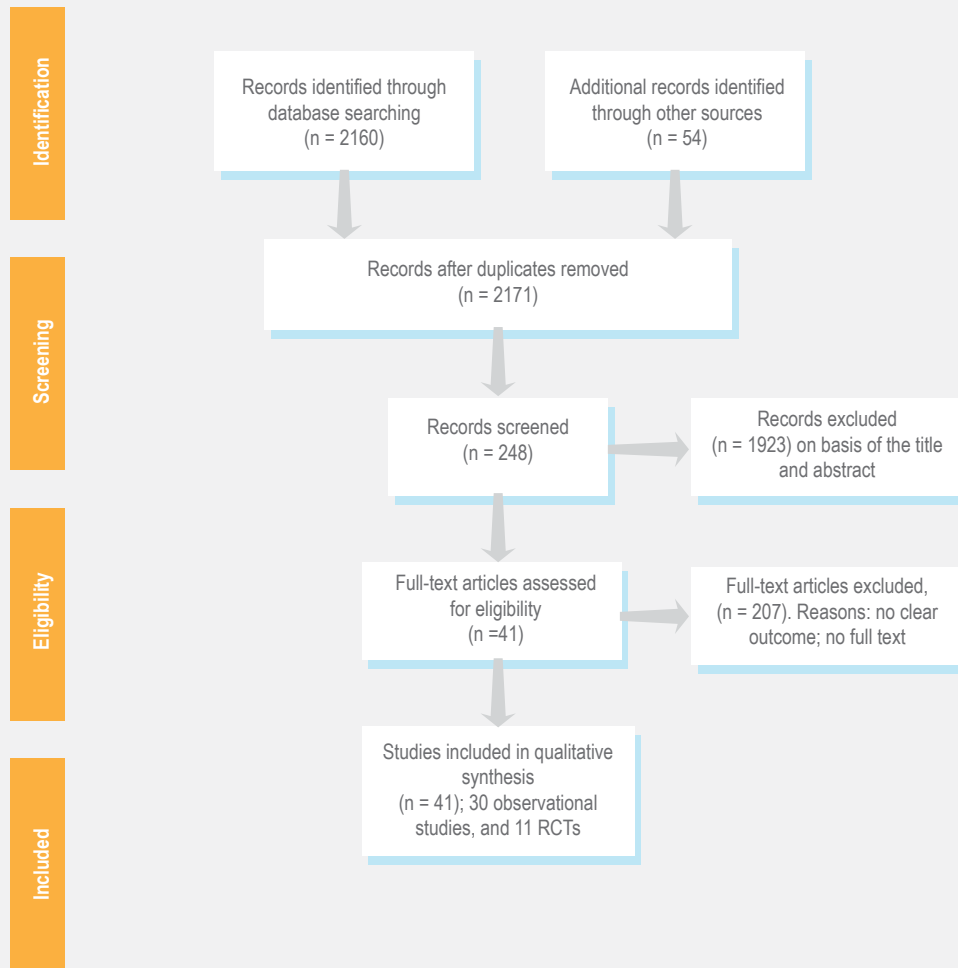 Identification
Records identified through
database searching
(n = 2160)
Additional records identified
through other sources
(n = 54)
Records after duplicates removed
(n = 2171)
Screening
Records screened
(n = 248)
Records excluded
(n = 1923) on basis of the title
and abstract
Eligibility
Full-text articles assessed
for eligibility
(n =41)
Full-text articles excluded,
(n = 207). Reasons: no clear
outcome; no full text
Included
Studies included in qualitative
synthesis
(n = 41); 30 observational
studies, and 11 RCTs